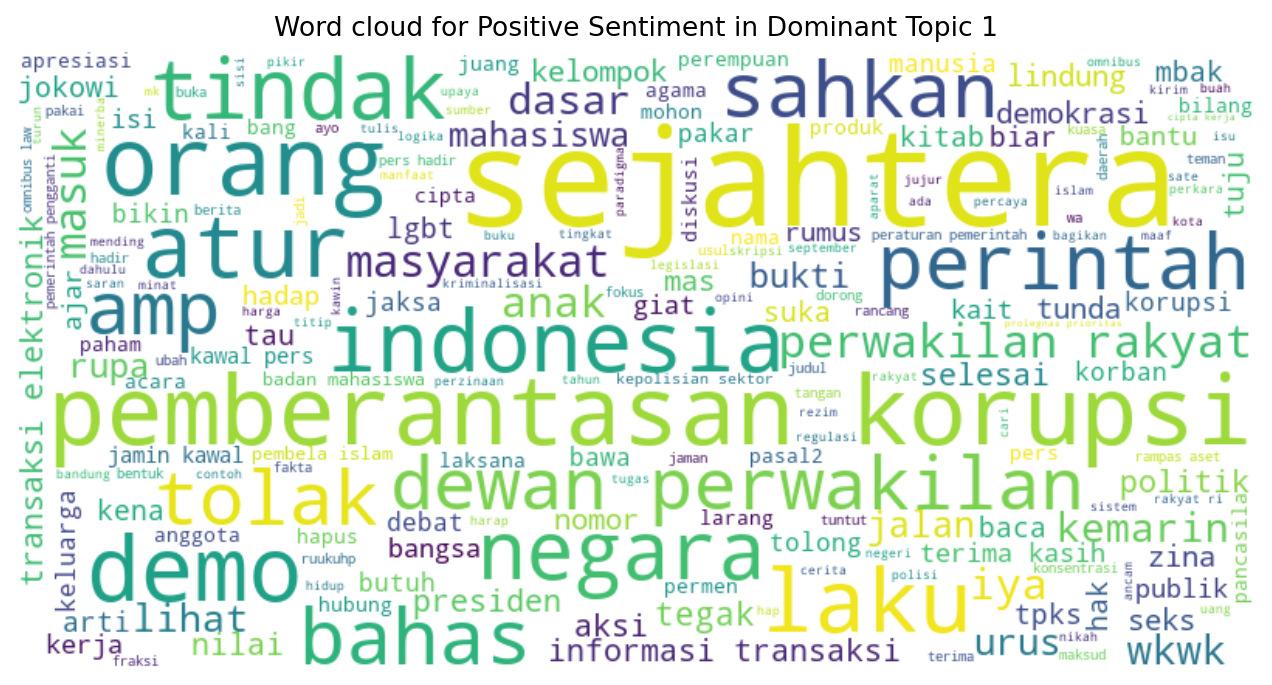 Word cloud for Positive Sentiment in Dominant Topic 1
apresiasi
sisi
pikir
juang
kelompok
perempuan
manusia
lindung
omnibus
mbak
jokowi
tindak
upaya
dasar
agama
sahkan
kirim
buah
pakai
turun
minerba
mk
buka
sumber
mohon
demokrasi
bilang
isi
kali
bang
ayo
tulis
logika
mahasiswa
pakar
produk
kitab
biar
kuasa
bantu
cipta kerja
isu
omnibus law
masuk
orang
pers hadir
manfaat
paradigma
diskusi
sejahtera
daerah
teman
tuju
cipta
jujur
aparat
islam
sate
perkara
ada
percaya
bikin
berita
jadi
lgbt
buku
tingkat
nama
rumus
wa
kota
pemerintah pengganti
mending
hadir
atur
masyarakat
usul
skripsi
september
peraturan pemerintah
bagikan
maaf
dahulu
saran
minat
kawin
kriminalisasi
legislasi
mas
bukti
perintah
transaksi elektronik
ajar
amp
hadap
jaksa
anak
fokus
giat
opini
dorong
suka
rancang
kait
tunda
korupsi
harga
titip
tau
paham
ubah
kawal pers
indonesia
prolegnas prioritas
perwakilan rakyat
rupa
acara
badan mahasiswa
perzinaan
tahun
kepolisian sektor
judul
rakyat
selesai
korban
pemberantasan korupsi
tangan
rezim
regulasi
cari
jamin kawal
pembela islam
laksana
bawa
jaman
pasal2
pers
rampas aset
bandung
bentuk
contoh
fakta
tolak
dewan perwakilan
tugas
politik
rakyat ri
keluarga
kena
debat
harap
nomor
larang
tuntut
jalan
baca
sistem
kemarin
pancasila
anggota
hapus
bangsa
negara
tolong
negeri
terima kasih
zina
demo
ruukuhp
hidup
butuh
permen
cerita
polisi
konsentrasi
ancam
publik
hubung
presiden
tegak
hap
laku
iya
hak
uang
arti
lihat
tpks
seks
kerja
nilai
bahas
aksi
informasi transaksi
terima
urus
nikah
maksud
wkwk
fraksi